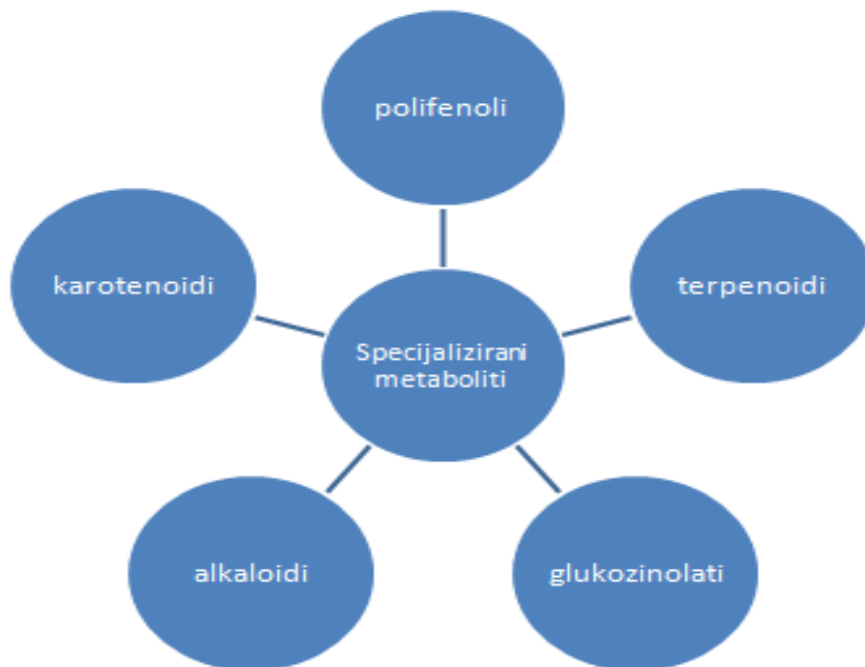 polifenoli
karotenoidi
terpenoidi
Specijalizirani
metaboliti
alkaloidi
glukozinolati